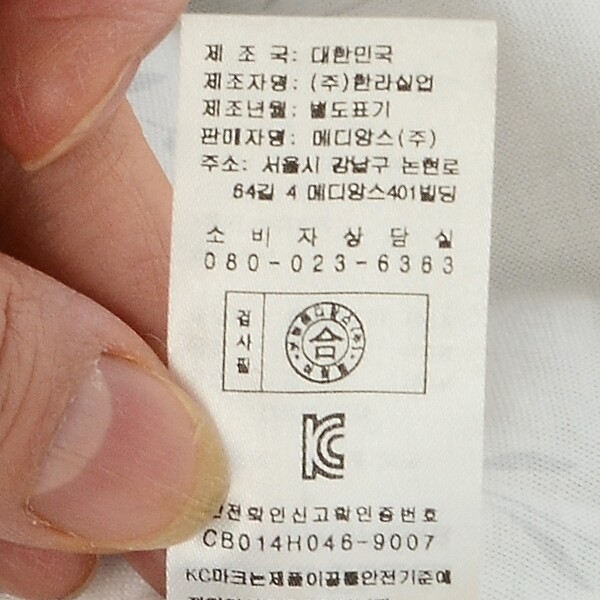 제 조 국: 대한민국
제조자명: (주)한라실업
제조년월: 별도표기
판매자명: 메디앙스(주)
주소: 서울시 강남구 논현로
64길 4 메디앙스401빌딩
소 비 자 상 담 실
080-023-6383
검사필
合
KC
안전확인신고확인증번호
CB014H046-9007
KC마크는제품이공통안전기준에